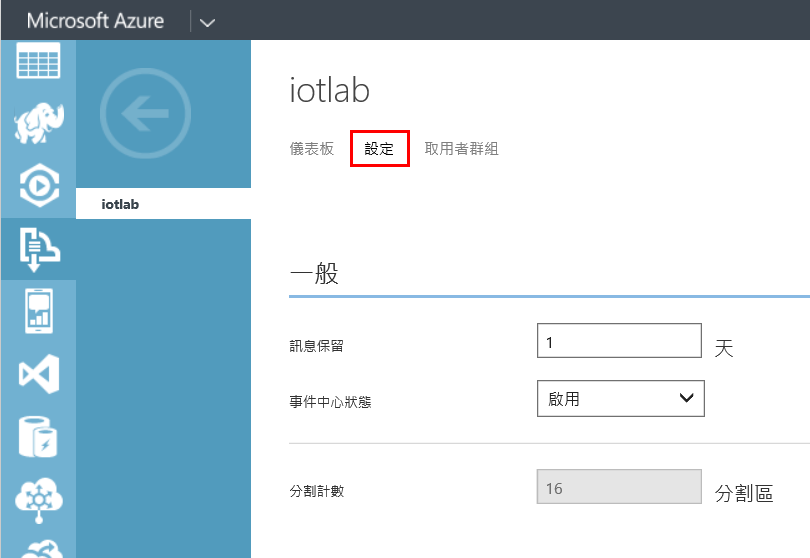 Microsoft Azure
iotlab
iotlab
儀表板 設定 取用者群組
一般
訊息保留 1 天
事件中心狀態 啟用
分割計數 16 分割區